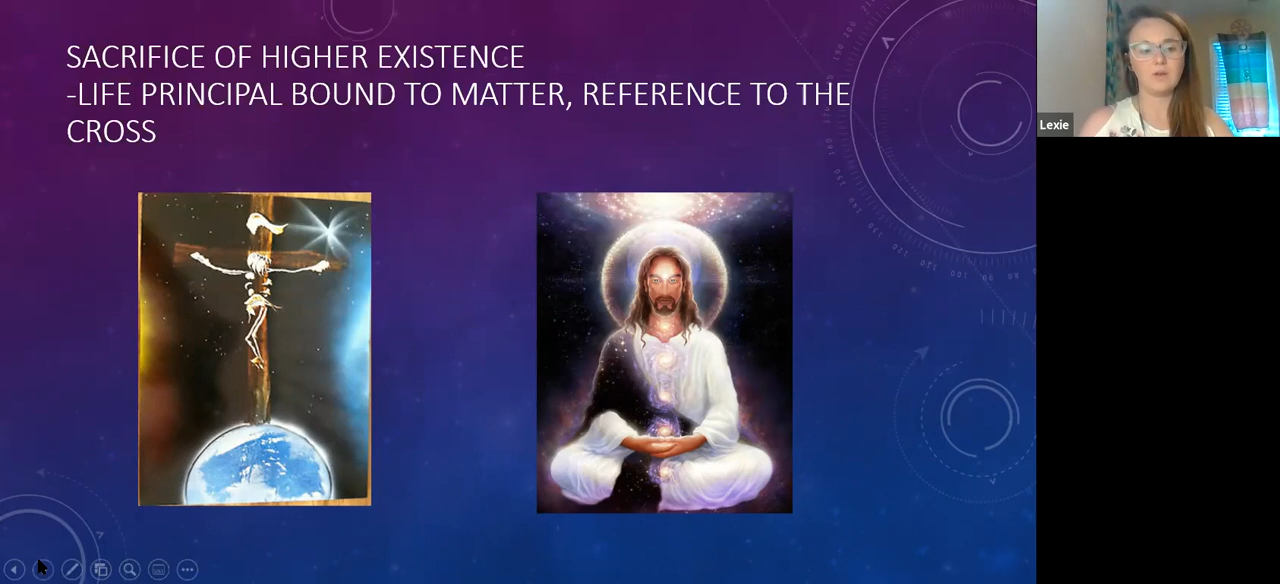 SACRIFICE OF HIGHER EXISTENCE
-LIFE PRINCIPAL BOUND TO MATTER, REFERENCE TO THE
CROSS
Lexie